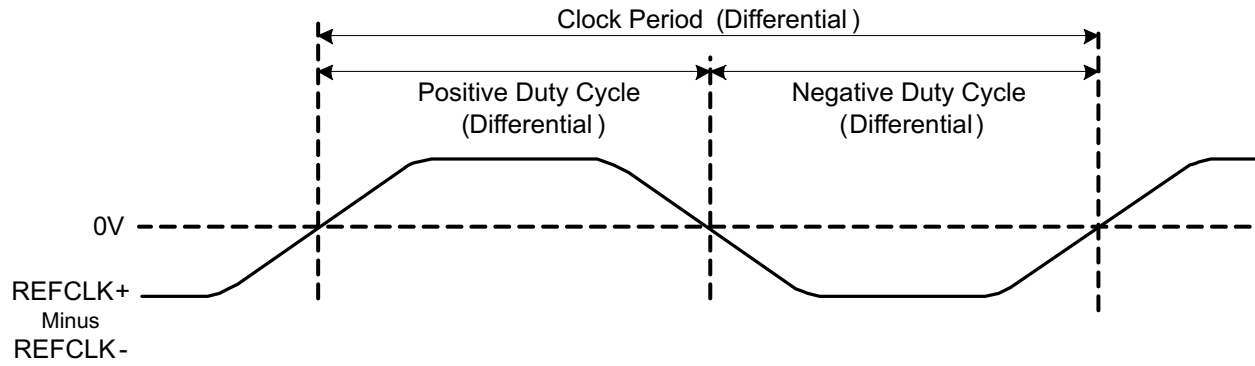 Clock Period (Differential)
Positive Duty Cycle
(Differential)
Negative Duty Cycle
(Differential)
0V
REFCLK+
Minus
REFCLK-